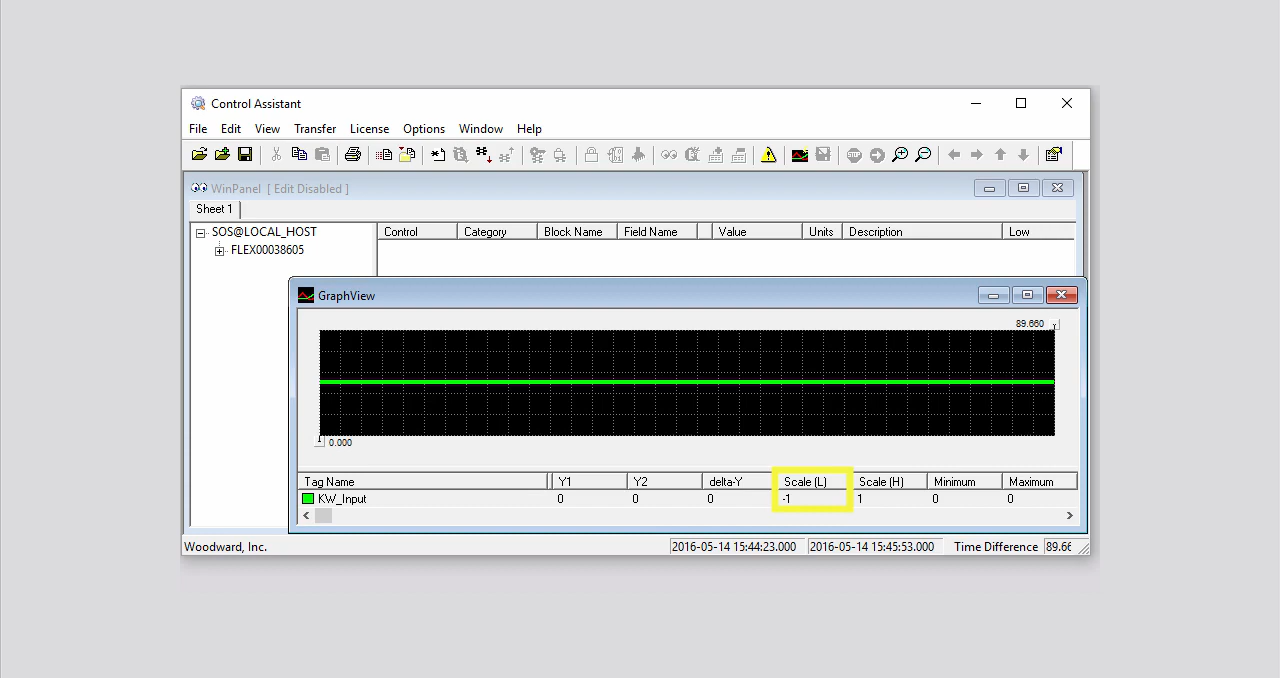 Control Assistant
File Edit View Transfer License Options Window Help
WinPanel [ Edit Disabled ]
Sheet 1
SOS@LOCAL_HOST
FLEX00038605
Control Category Block Name Field Name Value Units Description Low
GraphView
89.660
0.000
Tag Name Y1 Y2 delta-Y Scale (L) Scale (H) Minimum Maximum
KW_Input 0 0 0 -1 1 0 0
Woodward, Inc. 2016-05-14 15:44:23.000 2016-05-14 15:45:53.000 Time Difference 89.66